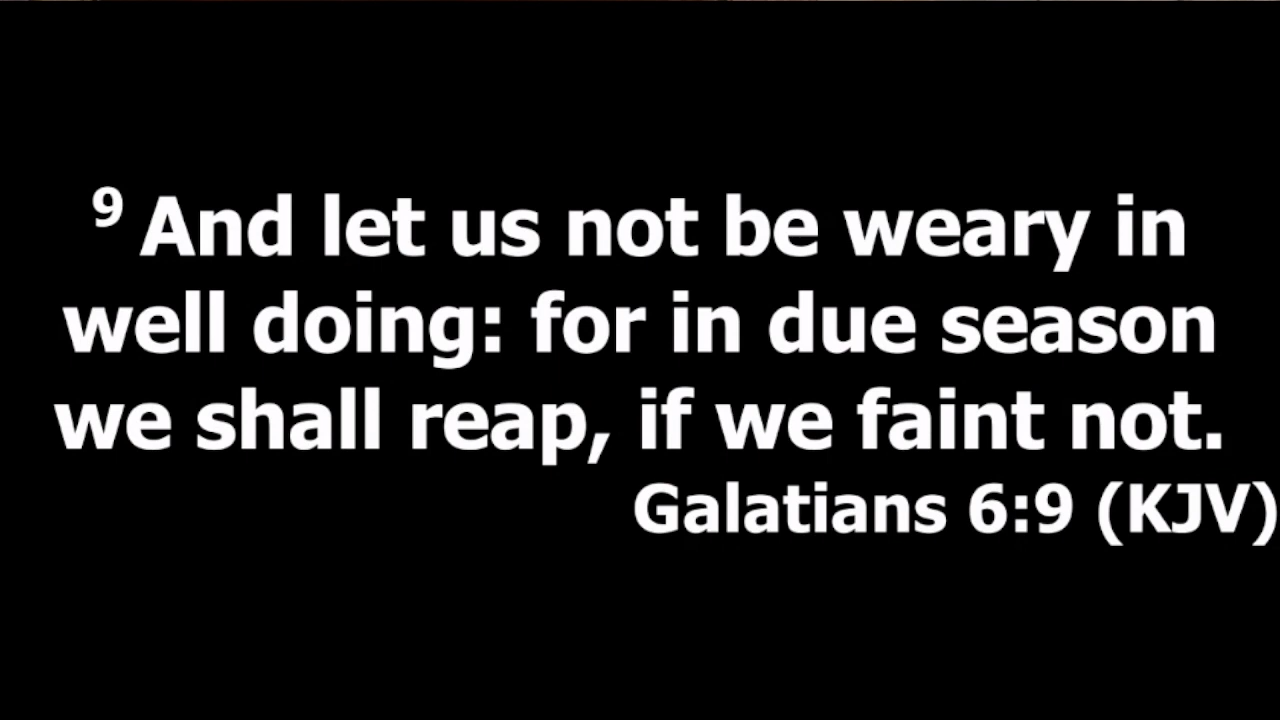 9 And let us not be weary in
well doing: for in due season
we shall reap, if we faint not.
Galatians 6:9 (KJV)